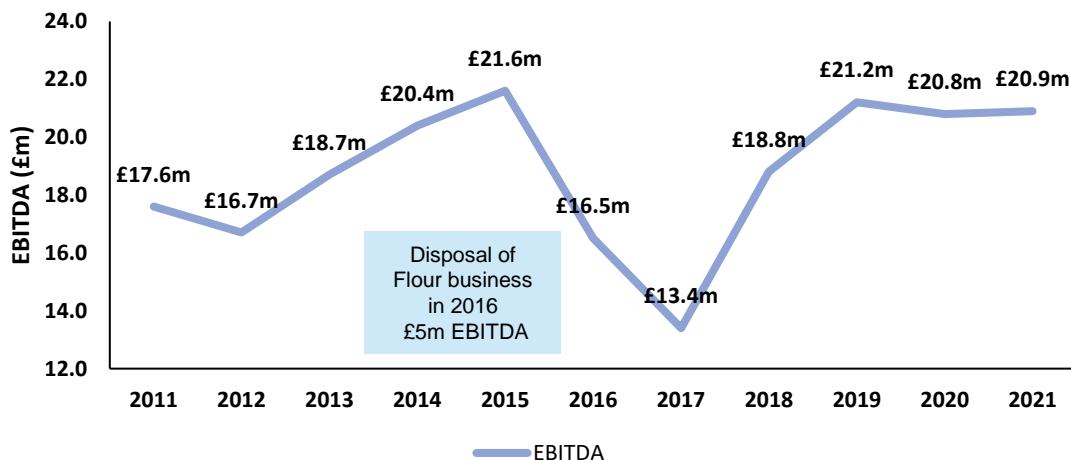 24.0
22.0
20.0
18.0
16.0
14.0
12.0
EBITDA (£m)
£17.6m
£16.7m
£18.7m
£20.4m
£21.6m
£16.5m
£13.4m
£18.8m
£21.2m
£20.8m
£20.9m
Disposal of
Flour business
in 2016
£5m EBITDA
2011 2012 2013 2014 2015 2016 2017 2018 2019 2020 2021
EBITDA